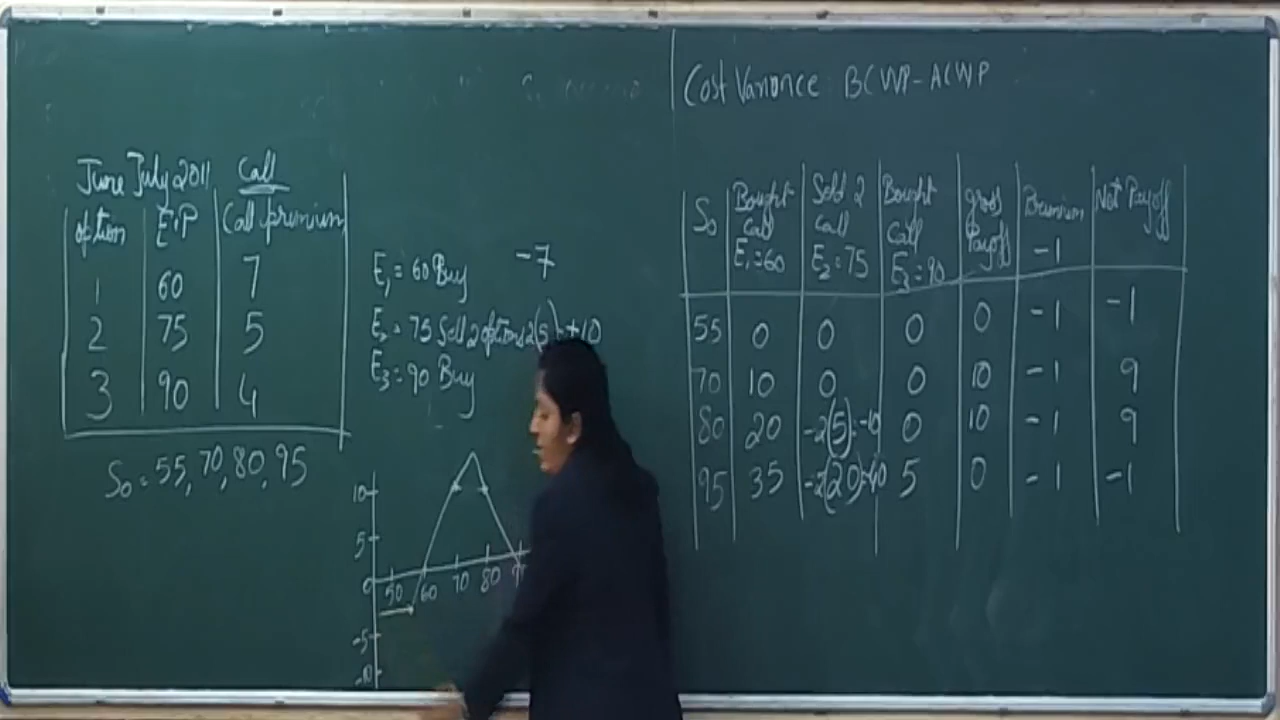 Cost Variance BCWP - ACWP
June July 2011 Call
option E.P Call premium
1 60 7
2 75 5
3 90 4
S₀ = 55, 70, 80, 95
E₁ = 60 Buy -7
E₂ = 75 Sold 2 options 2(5) = +10
E₃ = 90 Buy
10
5
0
50 60 70 80
-5
-10
S₀ Bought Call E₁ = 60 Sold 2 Call E₂ = 75 Bought Call E₃ = 90 Gross Payoff Premium -1 Net Payoff
55 0 0 0 0 -1 -1
70 10 0 0 10 -1 9
80 20 -2(5) = -10 0 10 -1 9
95 35 -2(20) = -40 5 0 -1 -1